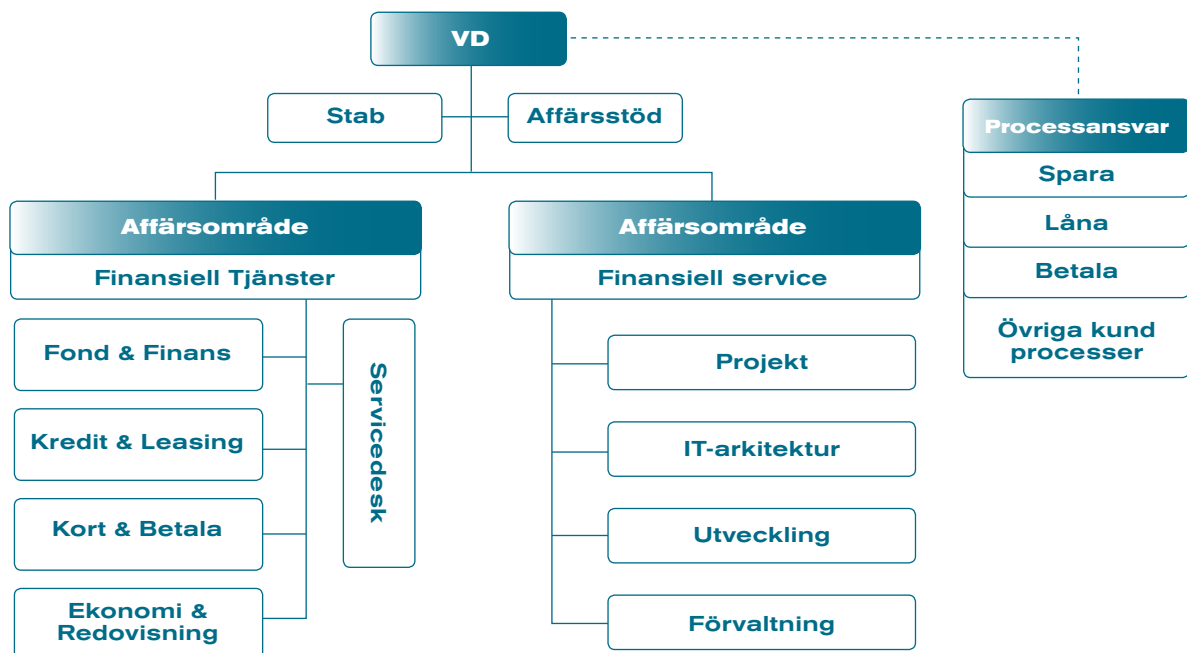 VD
Stab
Affärsstöd
Processansvar
Spara
Låna
Betala
Övriga kund
processer
Affärsområde
Finansiell Tjänster
Fond & Finans
Kredit & Leasing
Kort & Betala
Ekonomi &
Redovisning
Servicedesk
Affärsområde
Finansiell service
Projekt
IT-arkitektur
Utveckling
Förvaltning